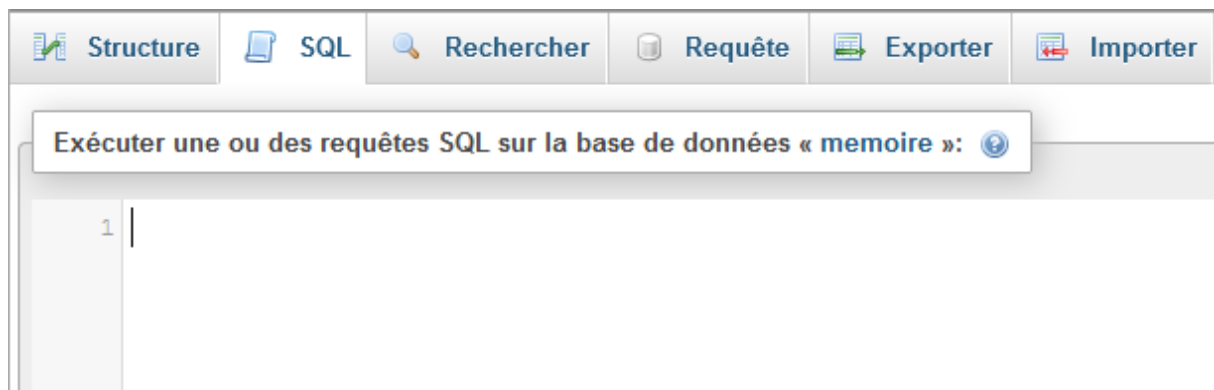 Structure SQL Rechercher Requête Exporter Importer
Exécuter une ou des requêtes SQL sur la base de données « memoire »:
1